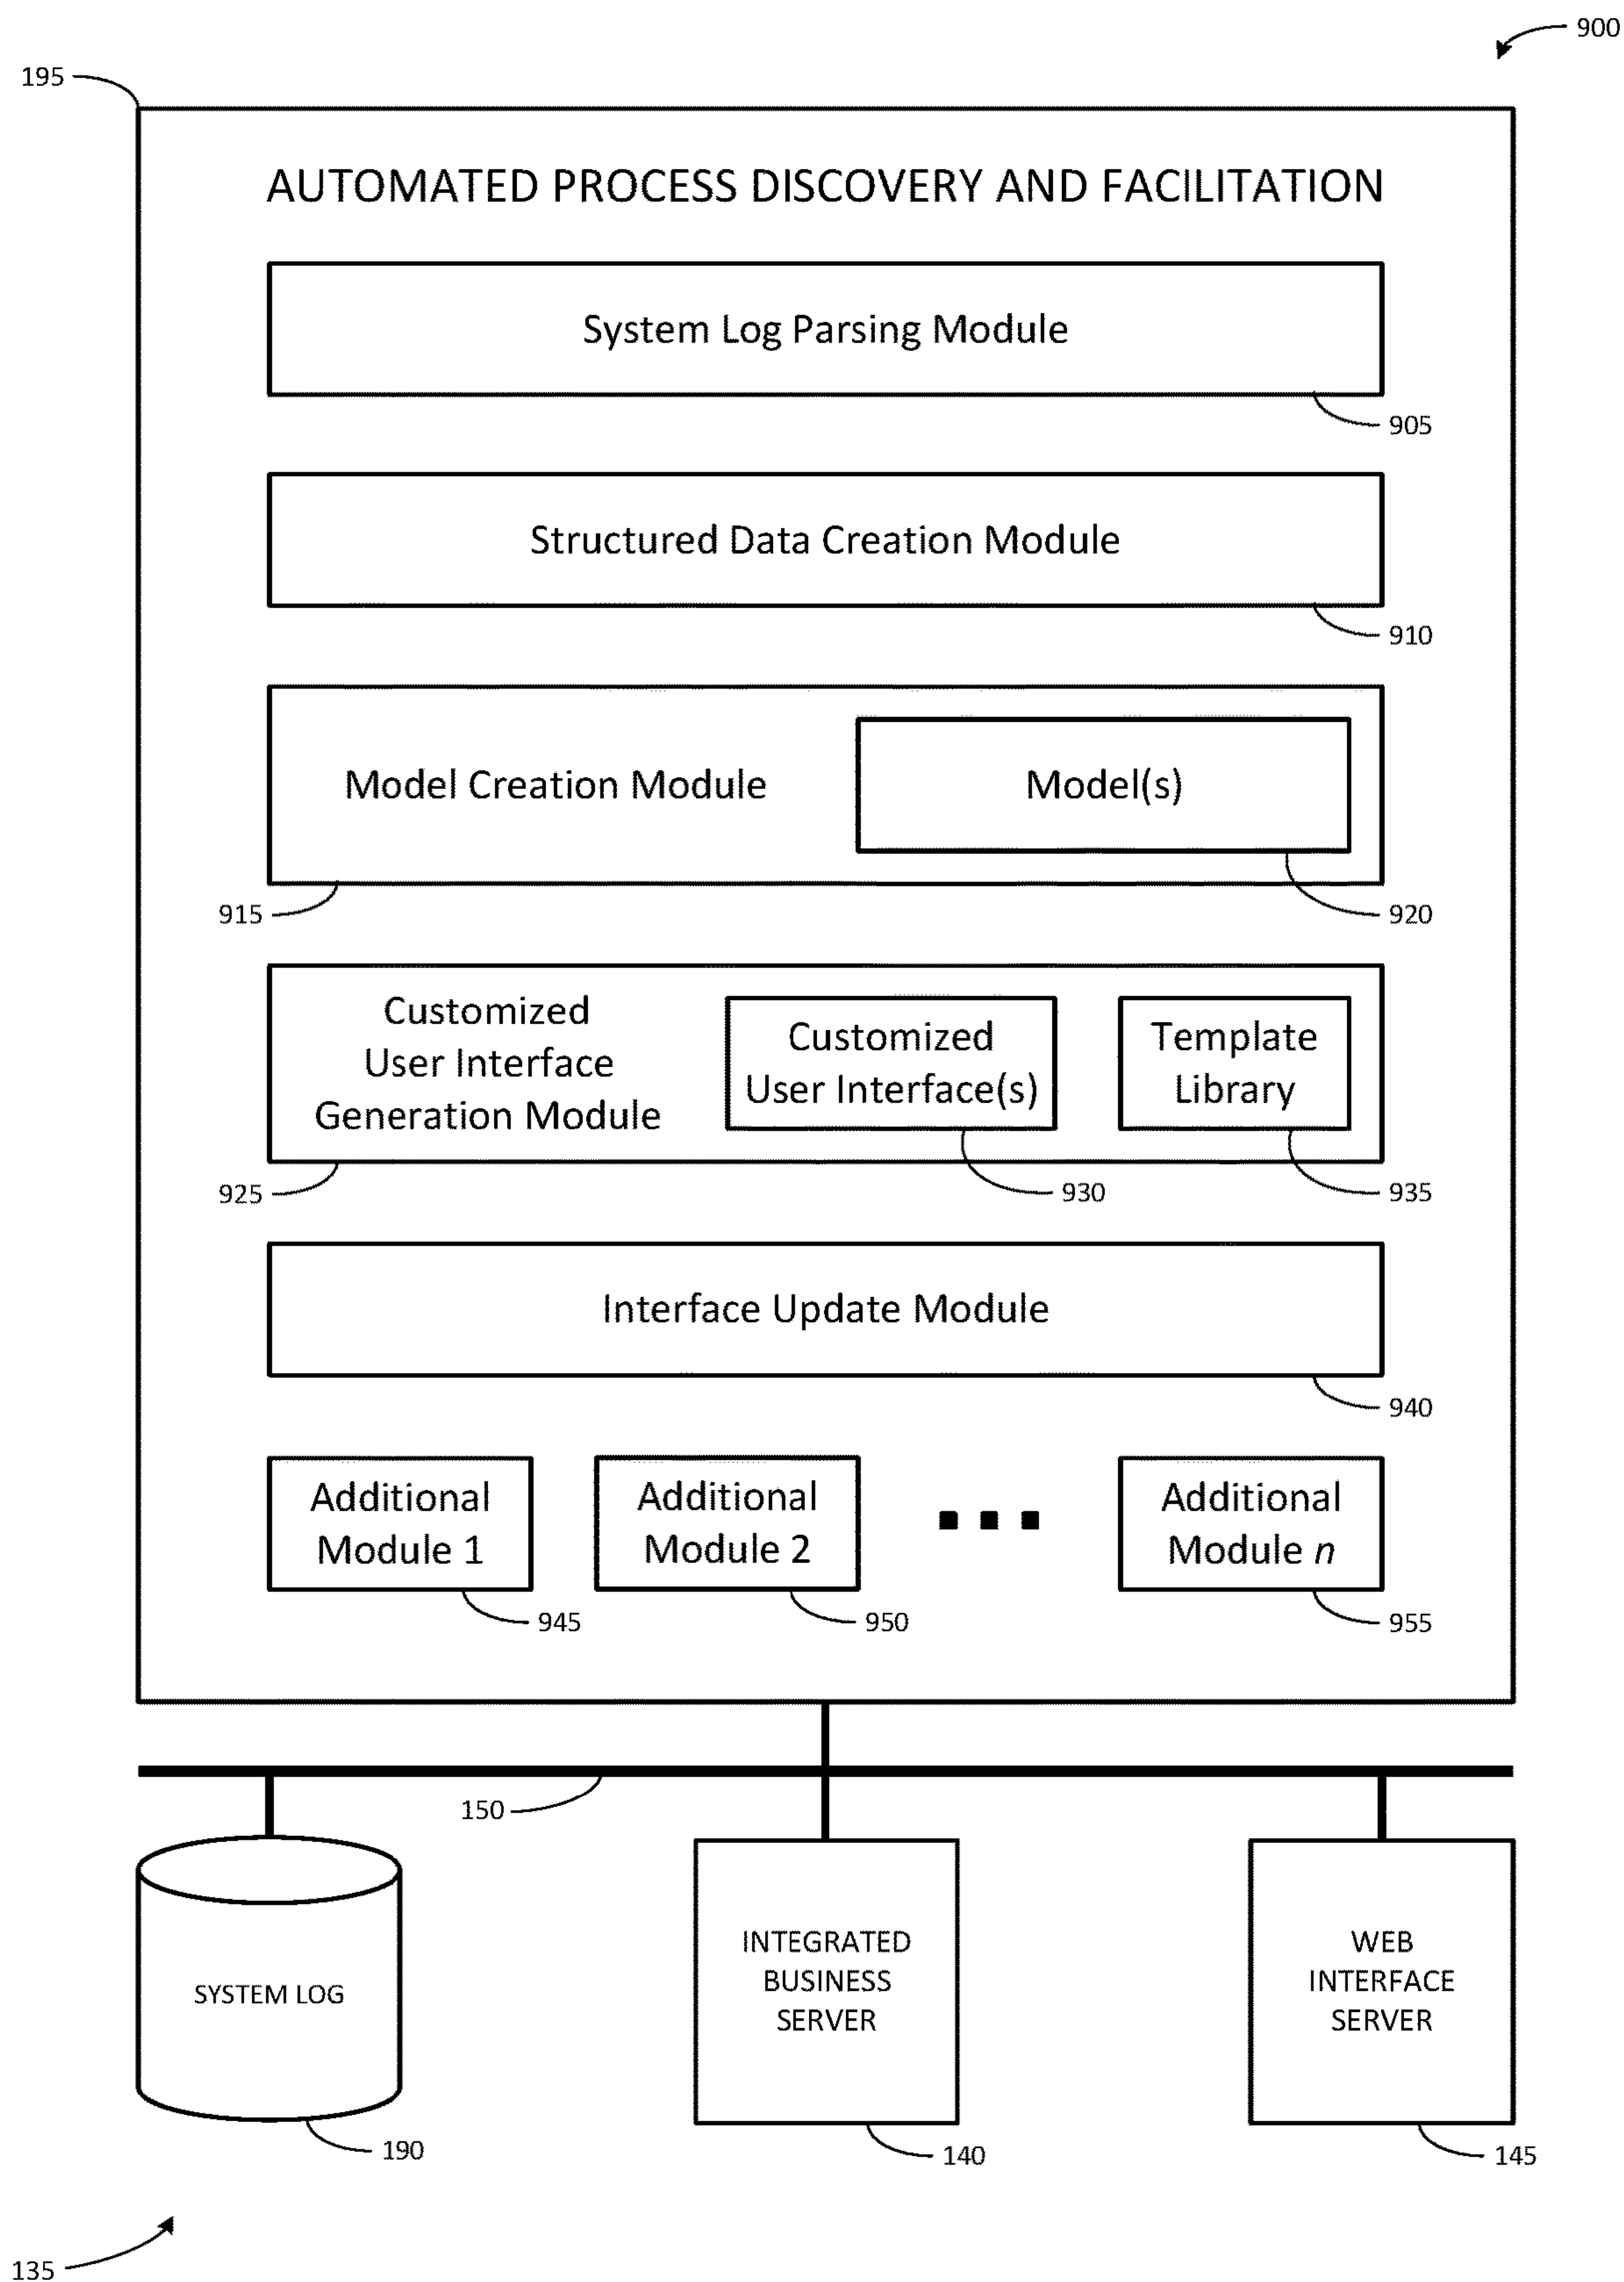 900
195
AUTOMATED PROCESS DISCOVERY AND FACILITATION
System Log Parsing Module
905
Structured Data Creation Module
910
Model Creation Module
Model(s)
915
920
Customized
User Interface
Generation Module
Customized
User Interface(s)
Template
Library
925
930
935
Interface Update Module
940
Additional
Module 1
Additional
Module 2
Additional
Module n
945
950
955
150
SYSTEM LOG
INTEGRATED
BUSINESS
SERVER
WEB
INTERFACE
SERVER
190
140
145
135